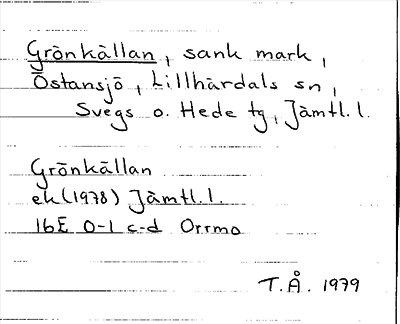 Grönkällan, sank mark,
Östansjö, Lillhärdals sn,
Svegs o. Hede tg, Jämtl. l.
Grönkällan
ek (1978) Jämtl. l.
16E 0-1 c-d Orrmo
T.Å. 1979